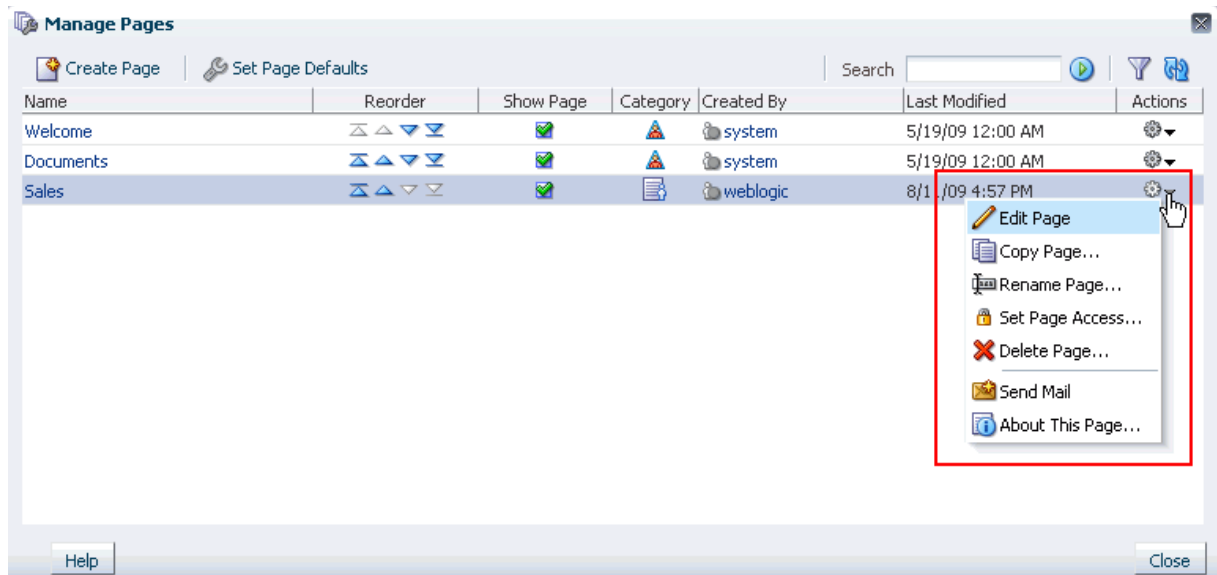 Manage Pages
Create Page Set Page Defaults Search
Name Reorder Show Page Category Created By Last Modified Actions
Welcome system 5/19/09 12:00 AM
Documents system 5/19/09 12:00 AM
Sales weblogic 8/11/09 4:57 PM
Edit Page
Copy Page...
Rename Page...
Set Page Access...
Delete Page...
Send Mail
About This Page...
Help Close